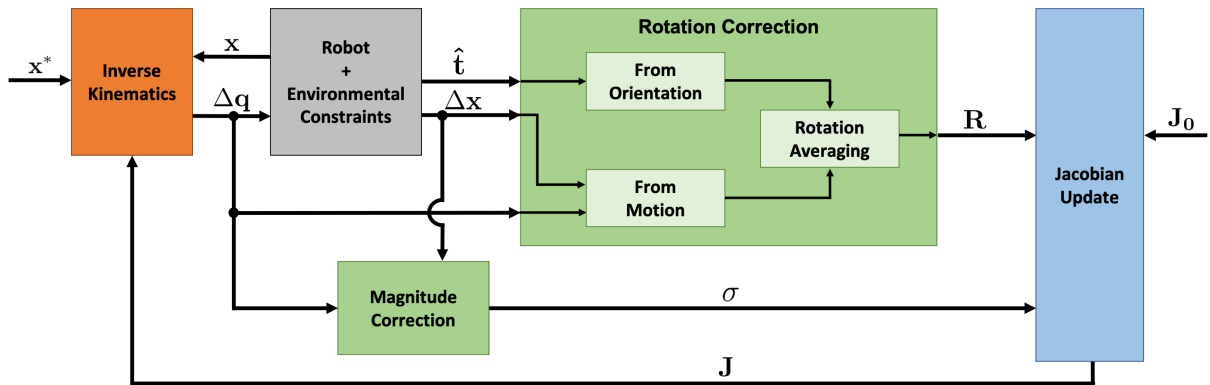 x*
Inverse
Kinematics
x
Δq
Robot
+
Environmental
Constraints
t̂
Δx
Rotation Correction
From
Orientation
Rotation
Averaging
From
Motion
R
J₀
Jacobian
Update
Magnitude
Correction
σ
J